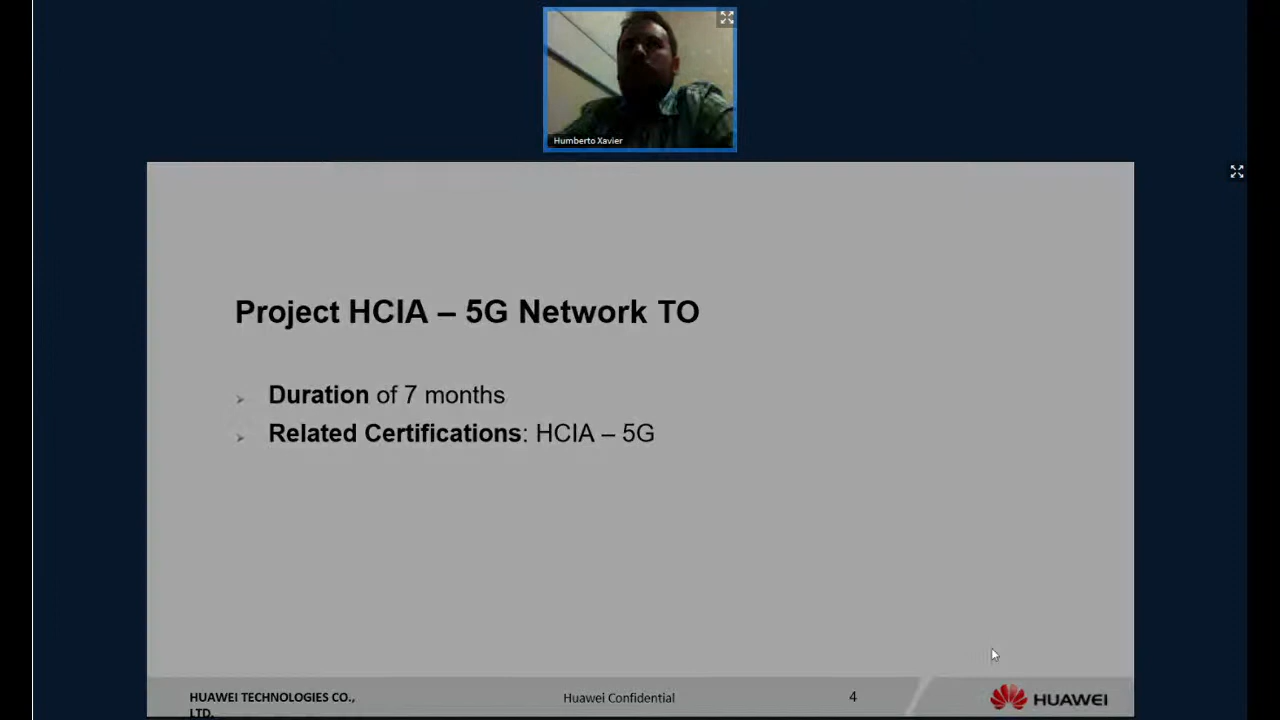 Humberto Xavier
Project HCIA – 5G Network TO
Duration of 7 months
Related Certifications: HCIA – 5G
HUAWEI TECHNOLOGIES CO.,
LTD.
Huawei Confidential
4
HUAWEI